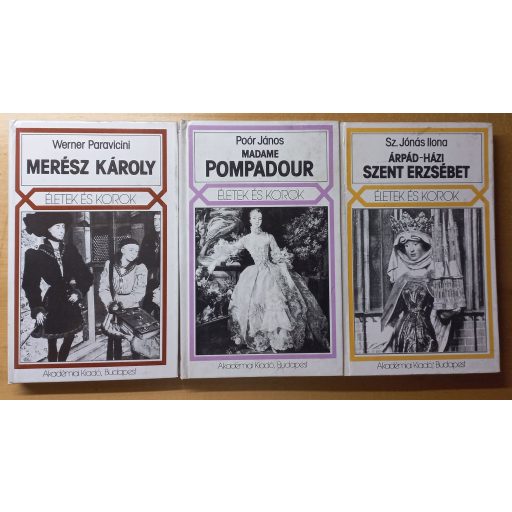 Werner Paravicini
MERÉSZ KÁROLY
ÉLETEK ÉS KOROK
Akadémiai Kiadó, Budapest
Poór János
MADAME
POMPADOUR
ÉLETEK ÉS KOROK
Akadémiai Kiadó, Budapest
Sz. Jónás Ilona
ÁRPÁD-HÁZI
SZENT ERZSÉBET
ÉLETEK ÉS KOROK
Akadémiai Kiadó, Budapest